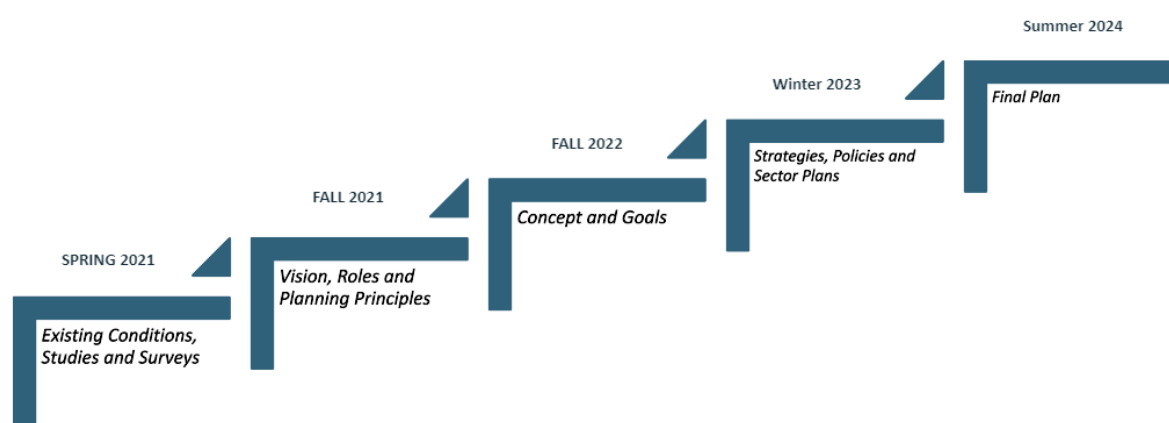 SPRING 2021
Existing Conditions,
Studies and Surveys
FALL 2021
Vision, Roles and
Planning Principles
FALL 2022
Concept and Goals
Winter 2023
Strategies, Policies and
Sector Plans
Summer 2024
Final Plan